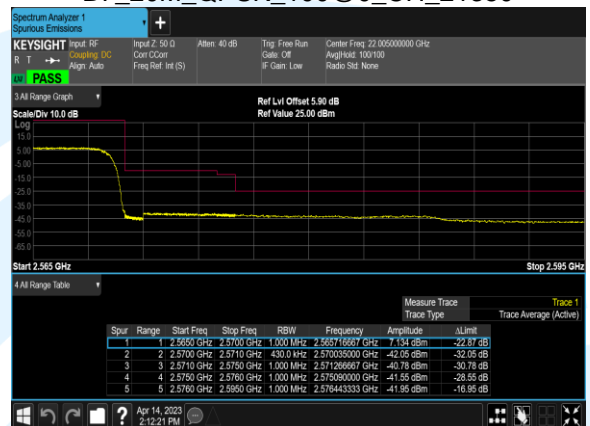 Spectrum Analyzer 1
Spurious Emissions
+
KEYSIGHT Input: RF Input Z: 50 Ω Atten: 40 dB Trig: Free Run Center Freq: 22.005000000 GHz
R T Coupling: DC Corr CCorr Gate: Off Avg|Hold: 100/100
Align: Auto Freq Ref: Int (S) IF Gain: Low Radio Std: None
PASS
3 All Range Graph
Ref Lvl Offset 5.90 dB
Scale/Div 10.0 dB Ref Value 25.00 dBm
Log
15.0
5.00
-5.00
-15.0
-25.0
-35.0
-45.0
-55.0
-65.0
Start 2.565 GHz Stop 2.595 GHz
4 All Range Table
Measure Trace Trace 1
Trace Type Trace Average (Active)
Spur Range Start Freq Stop Freq RBW Frequency Amplitude ΔLimit
1 1 2.5650 GHz 2.5700 GHz 1.000 MHz 2.565716667 GHz 7.134 dBm -22.87 dB
2 2 2.5700 GHz 2.5710 GHz 430.0 kHz 2.570035000 GHz -42.05 dBm -32.05 dB
3 3 2.5710 GHz 2.5750 GHz 1.000 MHz 2.571266667 GHz -40.78 dBm -30.78 dB
4 4 2.5750 GHz 2.5760 GHz 1.000 MHz 2.575090000 GHz -41.55 dBm -28.55 dB
5 5 2.5760 GHz 2.5950 GHz 1.000 MHz 2.576443333 GHz -41.95 dBm -16.95 dB
? Apr 14, 2023
2:12:21 PM